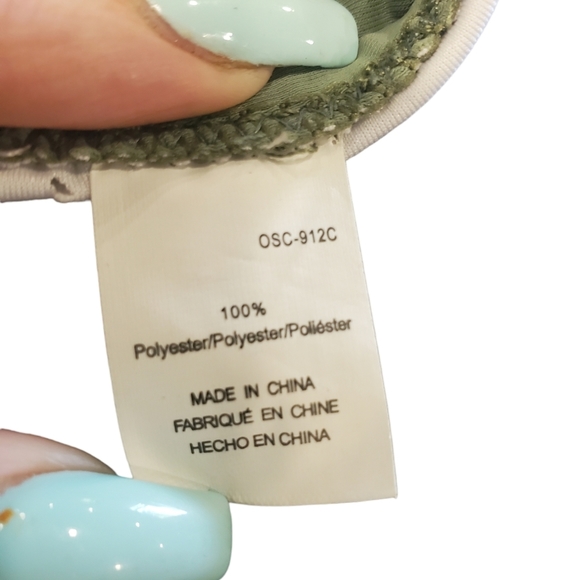 OSC-912C
100%
Polyester/Polyester/Poliéster
MADE IN CHINA
FABRIQUÉ EN CHINE
HECHO EN CHINA